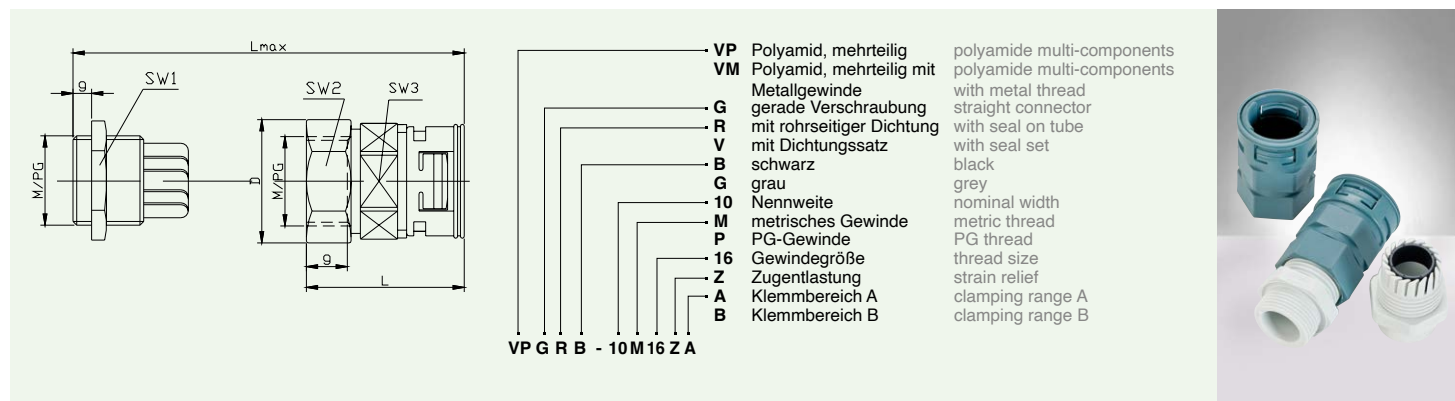 Lmax
g
SW1
SW2
SW3
M/PG
D
M/PG
g
L
VP Polyamid, mehrteilig polyamide multi-components
VM Polyamid, mehrteilig mit polyamide multi-components
Metallgewinde with metal thread
G gerade Verschraubung straight connector
R mit rohrseitiger Dichtung with seal on tube
V mit Dichtungssatz with seal set
B schwarz black
G grau grey
10 Nennweite nominal width
M metrisches Gewinde metric thread
P PG-Gewinde PG thread
16 Gewindegröße thread size
Z Zugentlastung strain relief
A Klemmbereich A clamping range A
B Klemmbereich B clamping range B
VP G R B - 10 M 16 Z A